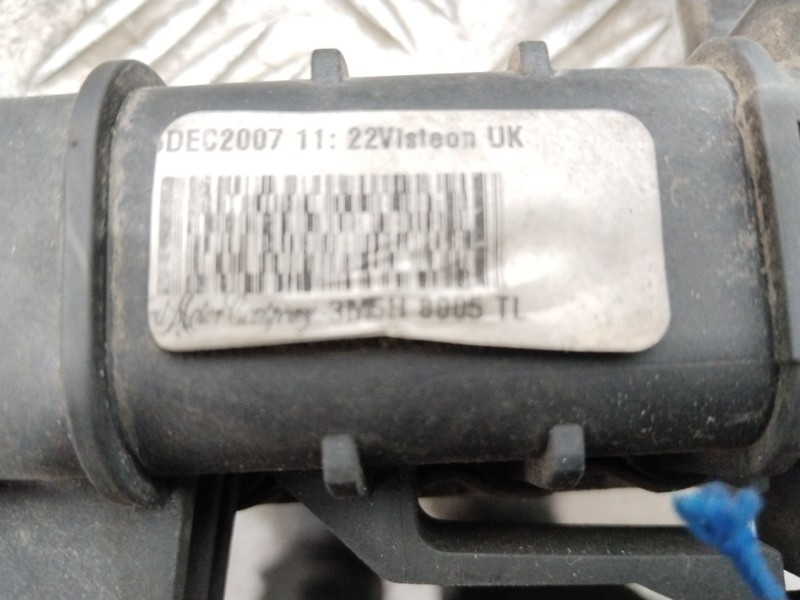 DEC2007 11: 22Visteon UK
3M5H 8005 TL